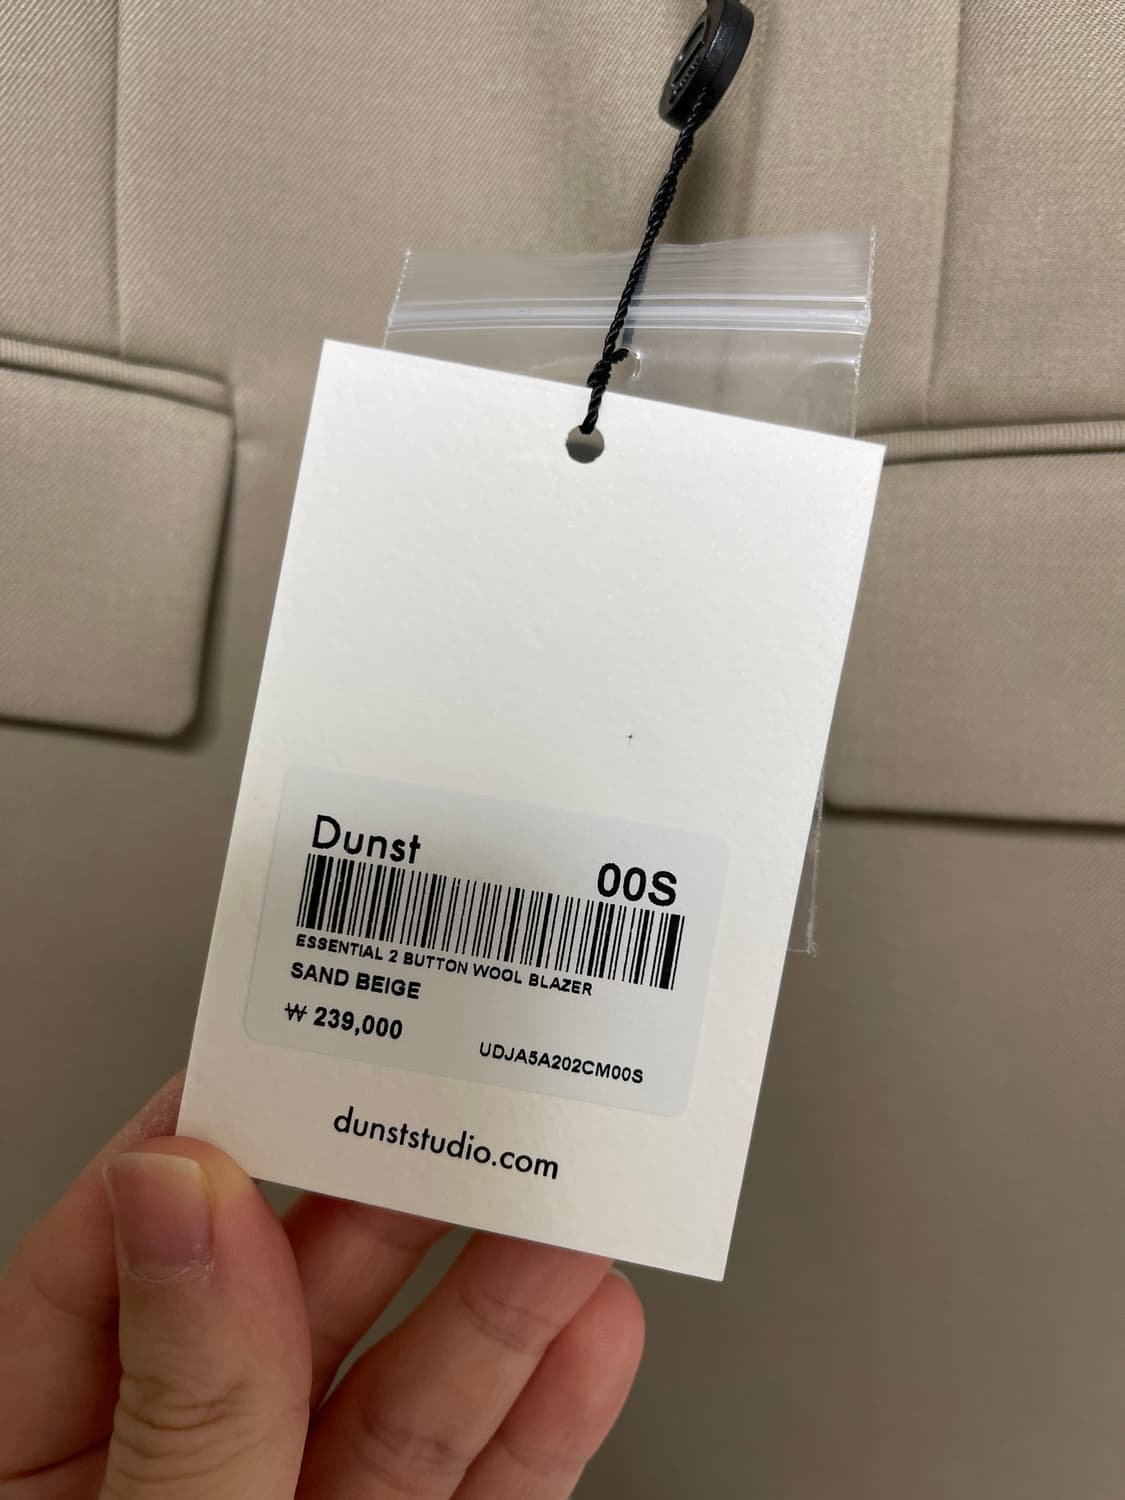 Dunst
00S
ESSENTIAL 2 BUTTON WOOL BLAZER
SAND BEIGE
₩ 239,000
UDJA5A202CM00S
dunststudio.com